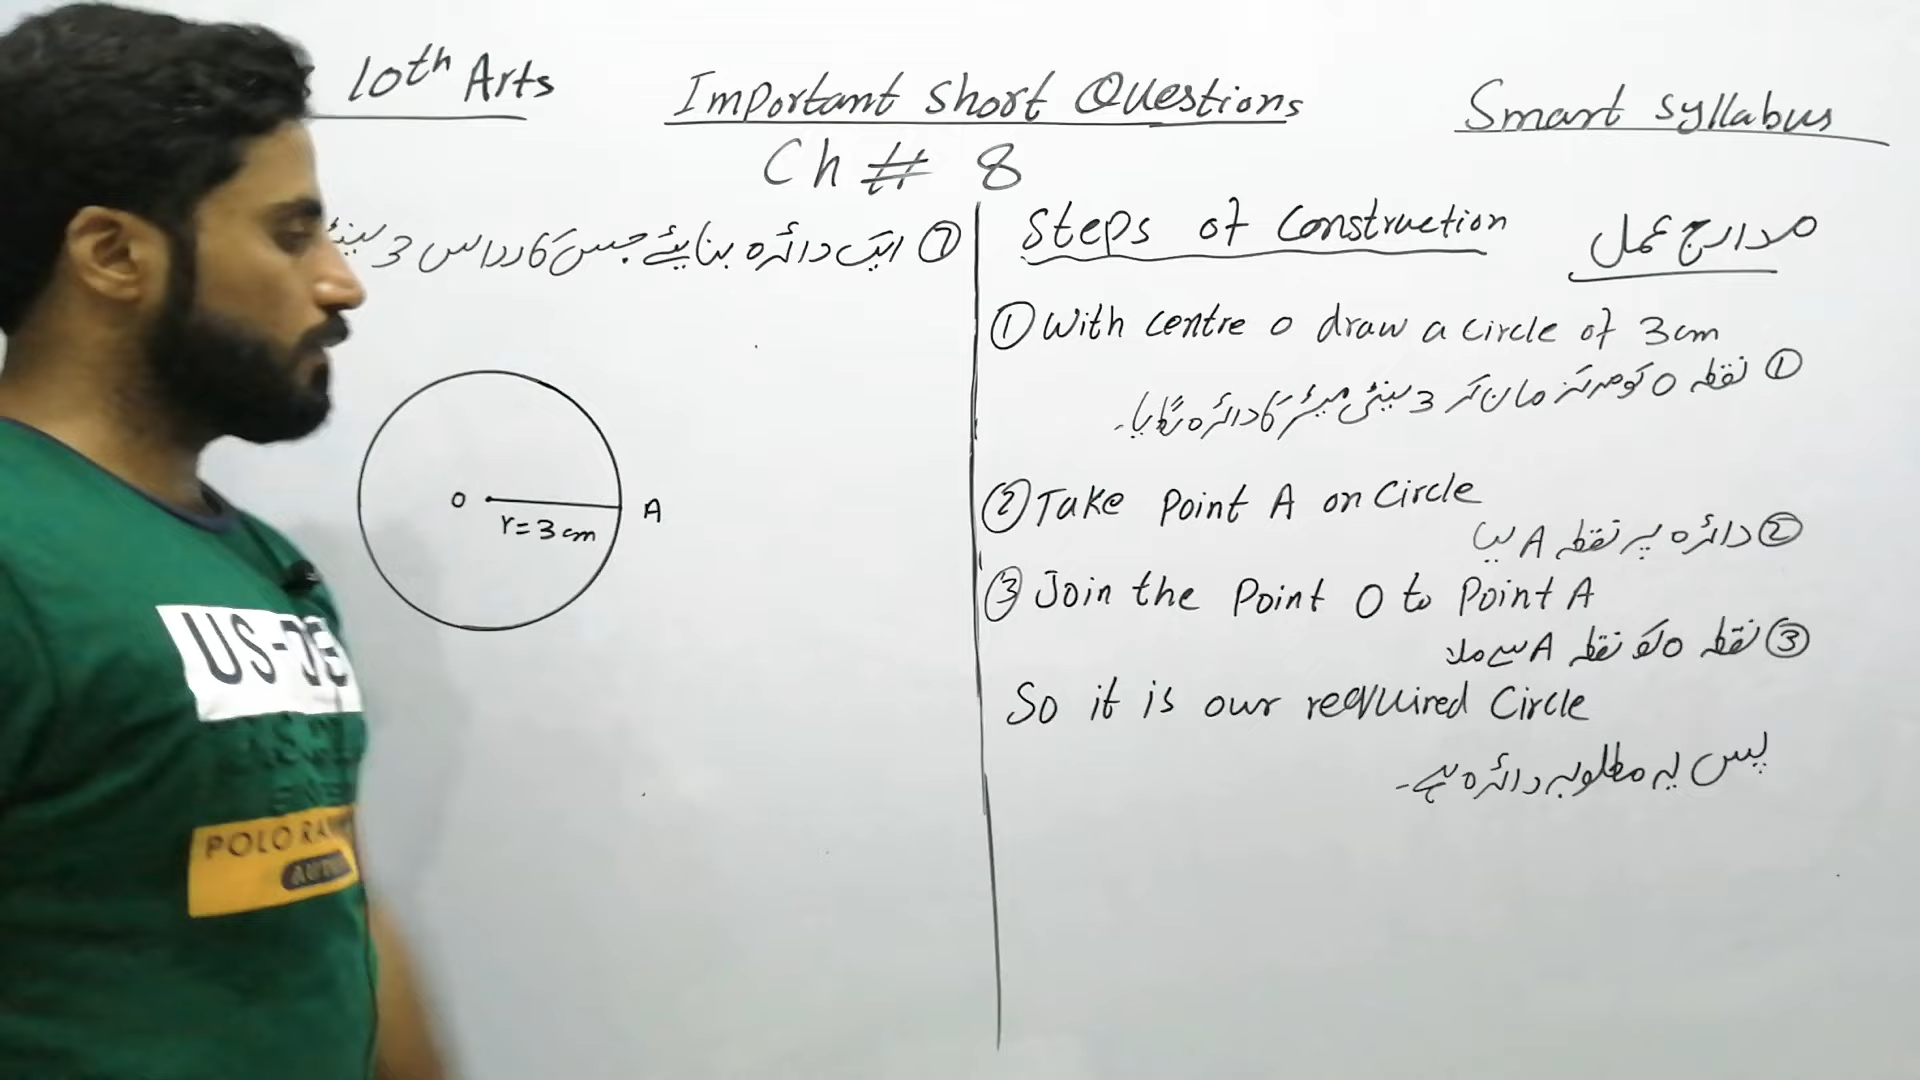 10th Arts
Important Short Questions
Smart Syllabus
Ch # 8
⑦ ایک دائرہ بنایئے جس کا رداس 3
O
r=3cm
A
Steps of Construction
مدارج عمل
① With centre O draw a circle of 3cm
① نقطہ O کو مرکز مان کر 3 سینٹی میٹر کا دائرہ لگایا۔
② Take Point A on Circle
② دائرہ پر نقطہ A لیا
③ Join the Point O to Point A
③ نقطہ O کو نقطہ A سے ملایا
So it is our required Circle
پس یہ مطلوبہ دائرہ ہے۔
US-
POLO RA